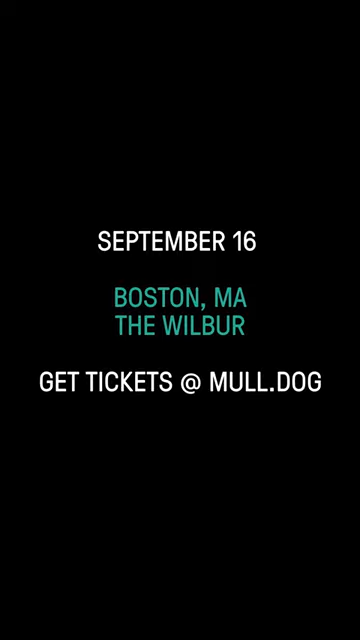 SEPTEMBER 16
BOSTON, MA
THE WILBUR
GET TICKETS @ MULL.DOG